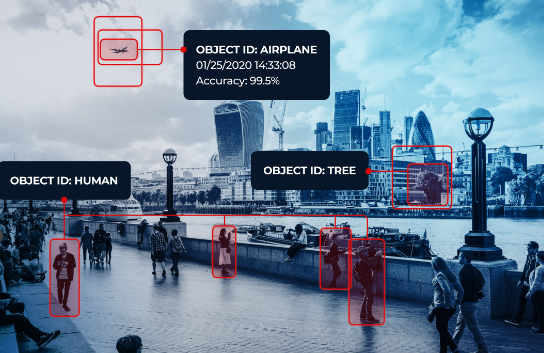 OBJECT ID: AIRPLANE
01/25/2020 14:33:08
Accuracy: 99.5%
OBJECT ID: TREE
OBJECT ID: HUMAN